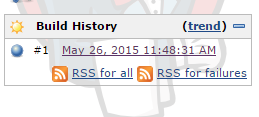 Build History (trend)
#1 May 26, 2015 11:48:31 AM
RSS for all RSS for failures